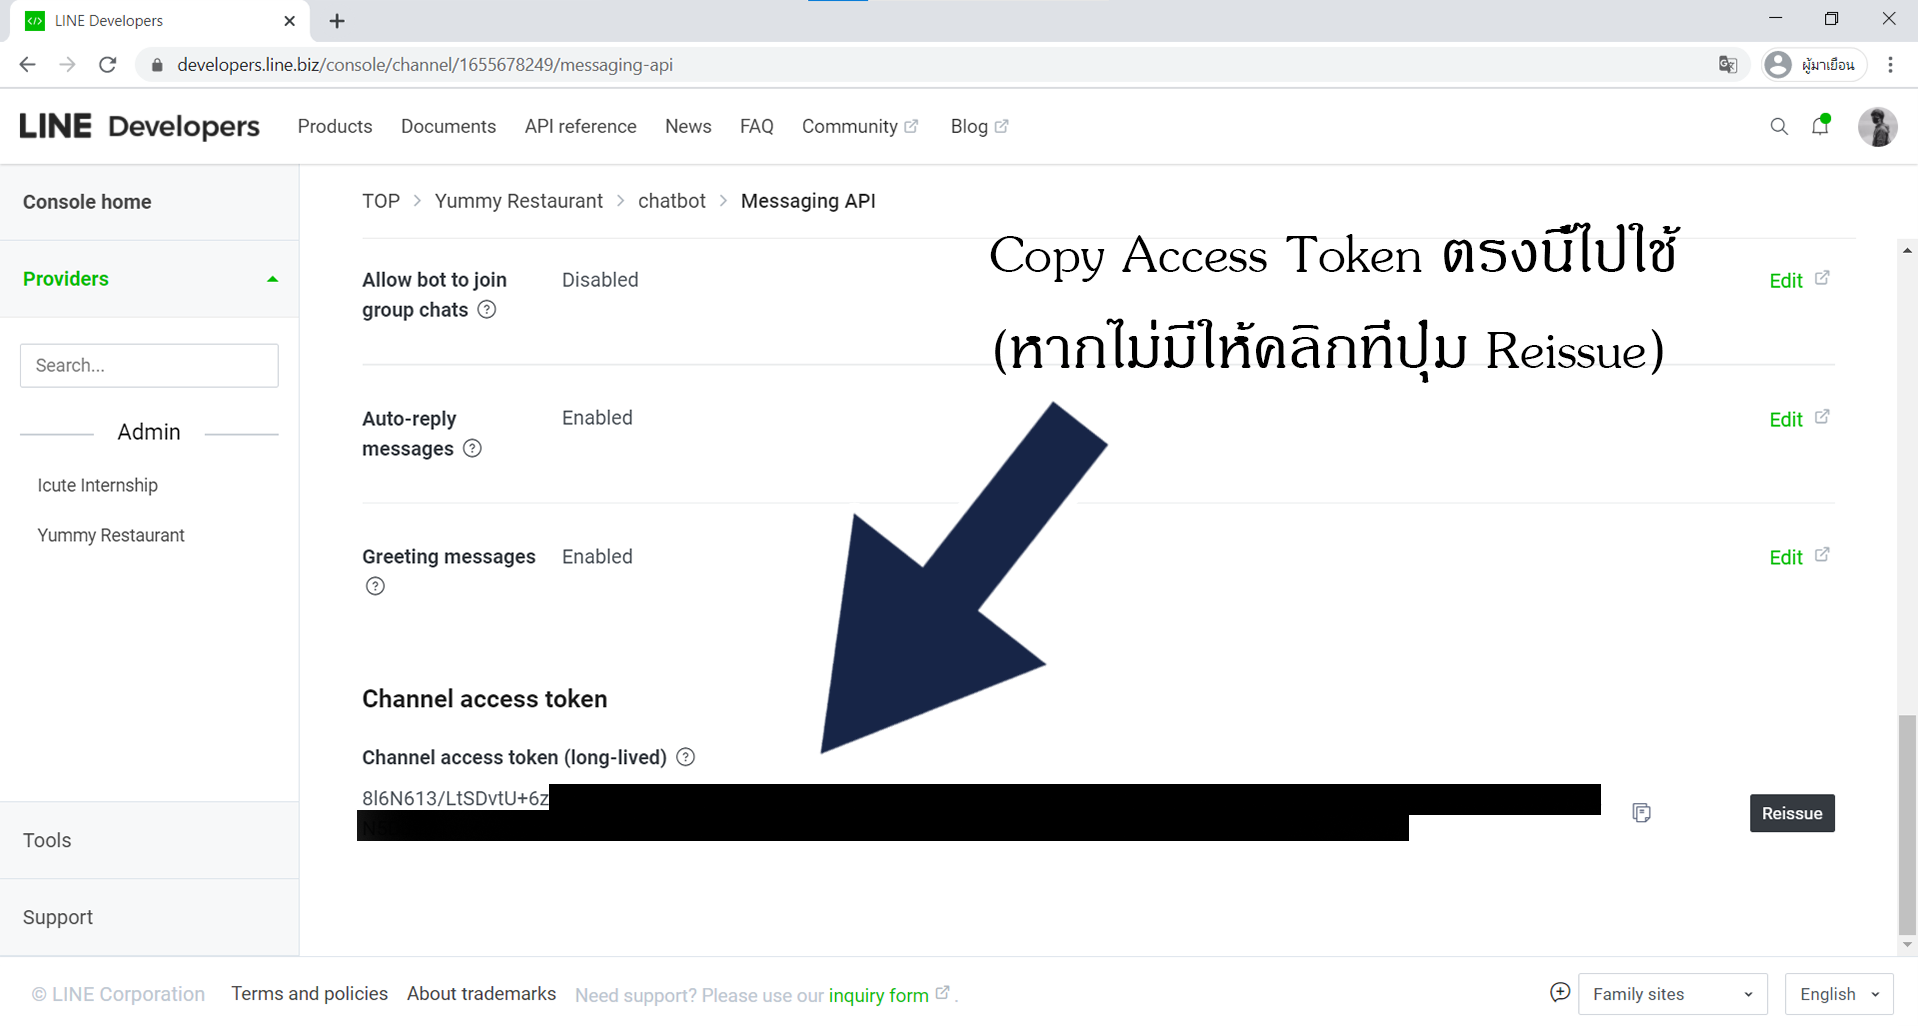 LINE Developers
developers.line.biz/console/channel/1655678249/messaging-api
ผู้มาเยือน
LINE Developers Products Documents API reference News FAQ Community Blog
Console home
Providers
Search...
Admin
Icute Internship
Yummy Restaurant
Tools
Support
TOP > Yummy Restaurant > chatbot > Messaging API
Copy Access Token ตรงนี้ไปใช้
(หากไม่มีให้คลิกที่ปุ่ม Reissue)
Allow bot to join Disabled Edit
group chats
Auto-reply Enabled Edit
messages
Greeting messages Enabled Edit
Channel access token
Channel access token (long-lived)
8l6N613/LtSDvtU+6z
Reissue
© LINE Corporation Terms and policies About trademarks Need support? Please use our inquiry form .
Family sites English